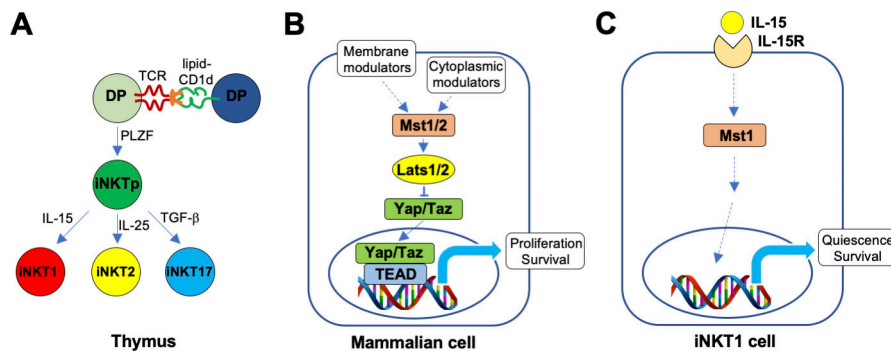 A
TCR
lipid-
CD1d
DP
DP
PLZF
iNKTp
IL-15
IL-25
TGF-β
iNKT1
iNKT2
iNKT17
Thymus
B
Membrane
modulators
Cytoplasmic
modulators
Mst1/2
Lats1/2
Yap/Taz
Yap/Taz
TEAD
Proliferation
Survival
Mammalian cell
C
IL-15
IL-15R
Mst1
Quiescence
Survival
iNKT1 cell